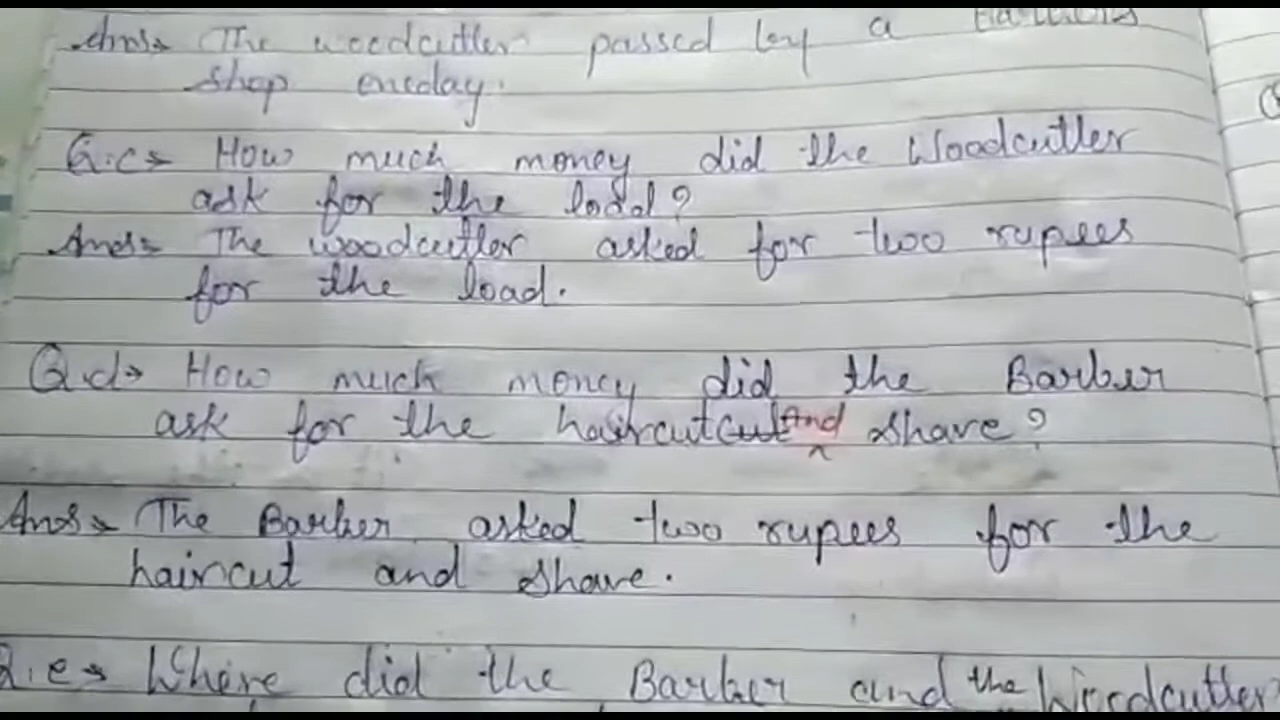 Ans→ The woodcutter passed by a
shop oneday.
Q.c→ How much money did the Woodcutter
ask for the load?
Ans→ The woodcutter asked for two rupees
for the load.
Q.d→ How much money did the Barber
ask for the haircut and shave?
Ans→ The Barber asked two rupees for the
haircut and shave.
Q.e→ Where did the Barber and the Woodcutter